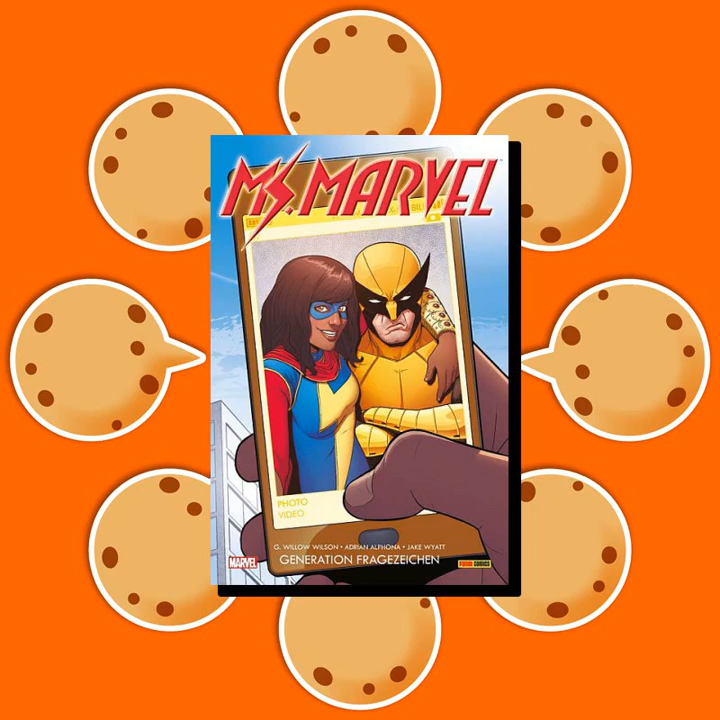 MS. MARVEL
PHOTO
VIDEO
G. WILLOW WILSON • ADRIAN ALPHONA • JAKE WYATT
MARVEL
GENERATION FRAGEZEICHEN
PANINI COMICS